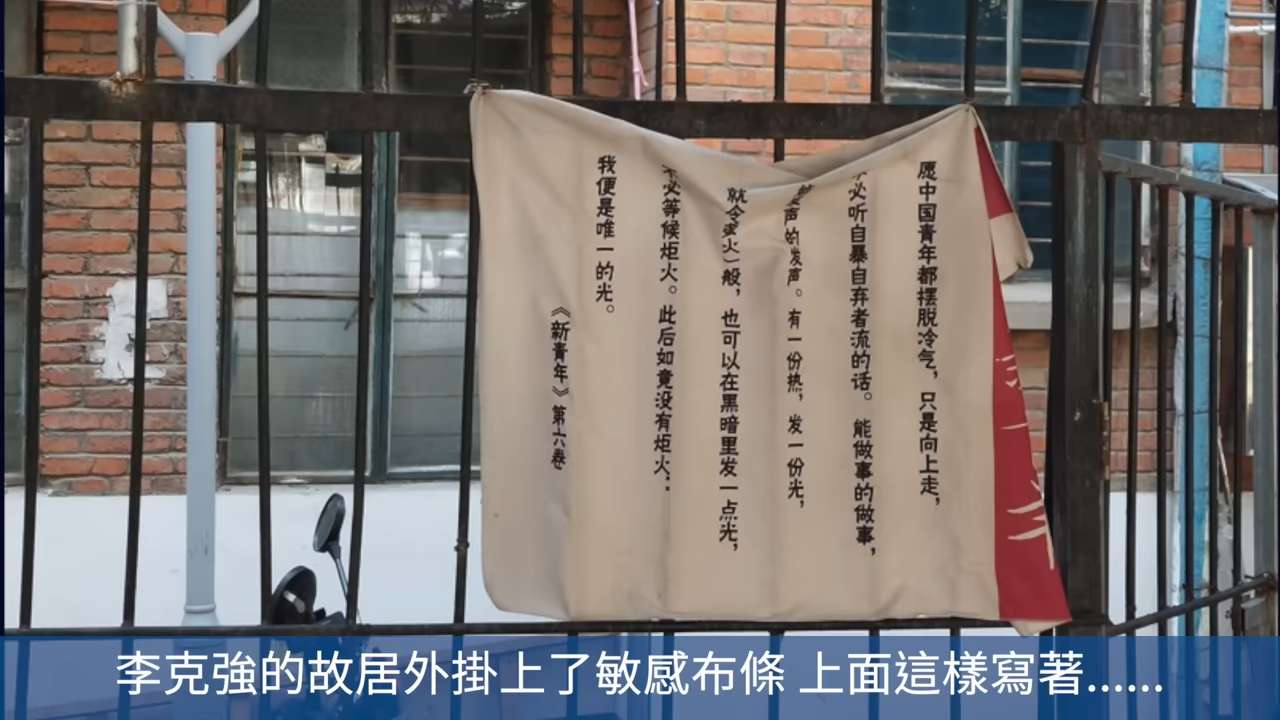 愿中国青年都摆脱冷气，只是向上走，
必听自暴自弃者流的话。能做事的做事，
声的发声。有一份热，发一份光，
就令萤火一般，也可以在黑暗里发一点光，
必等候炬火。此后如竟没有炬火：
我便是唯一的光。
《新青年》第六卷
李克強的故居外掛上了敏感布條 上面這樣寫著......